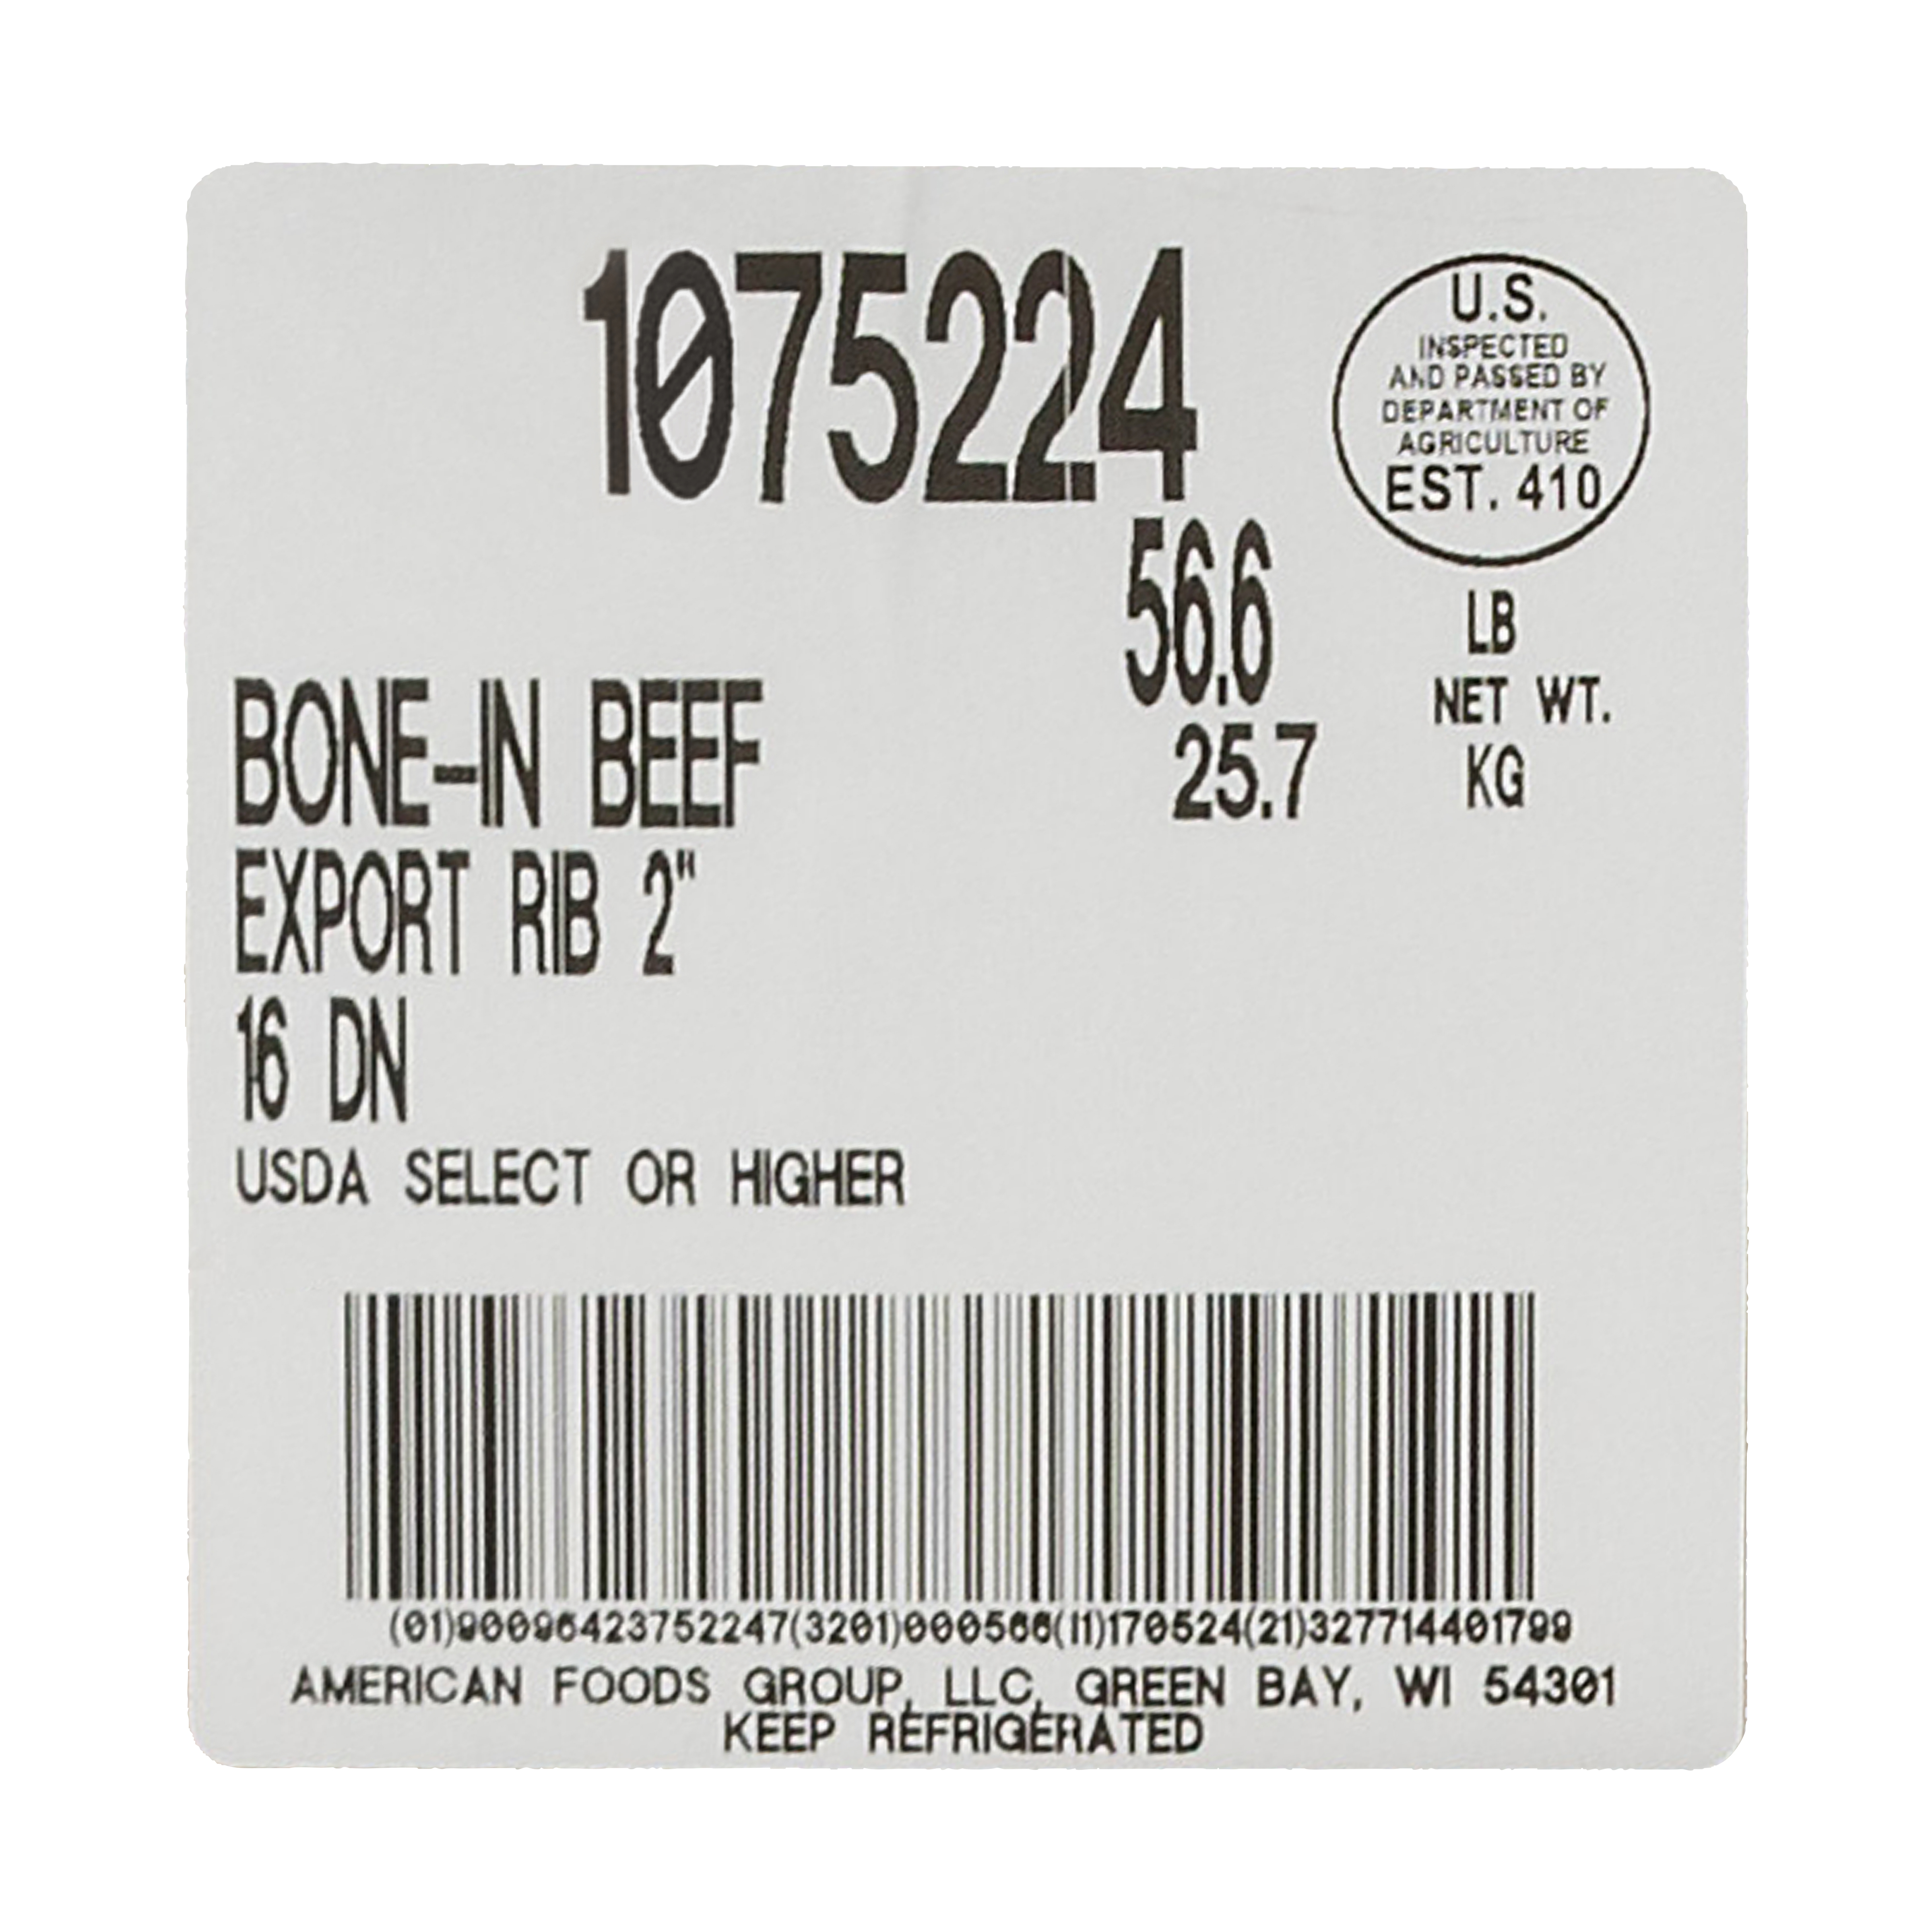 1075224
U.S.
INSPECTED
AND PASSED BY
DEPARTMENT OF
AGRICULTURE
EST. 410
56.6 LB
NET WT.
25.7 KG
BONE-IN BEEF
EXPORT RIB 2"
16 DN
USDA SELECT OR HIGHER
(01)90096423752247(3201)000566(11)170524(21)327714401799
AMERICAN FOODS GROUP, LLC, GREEN BAY, WI 54301
KEEP REFRIGERATED